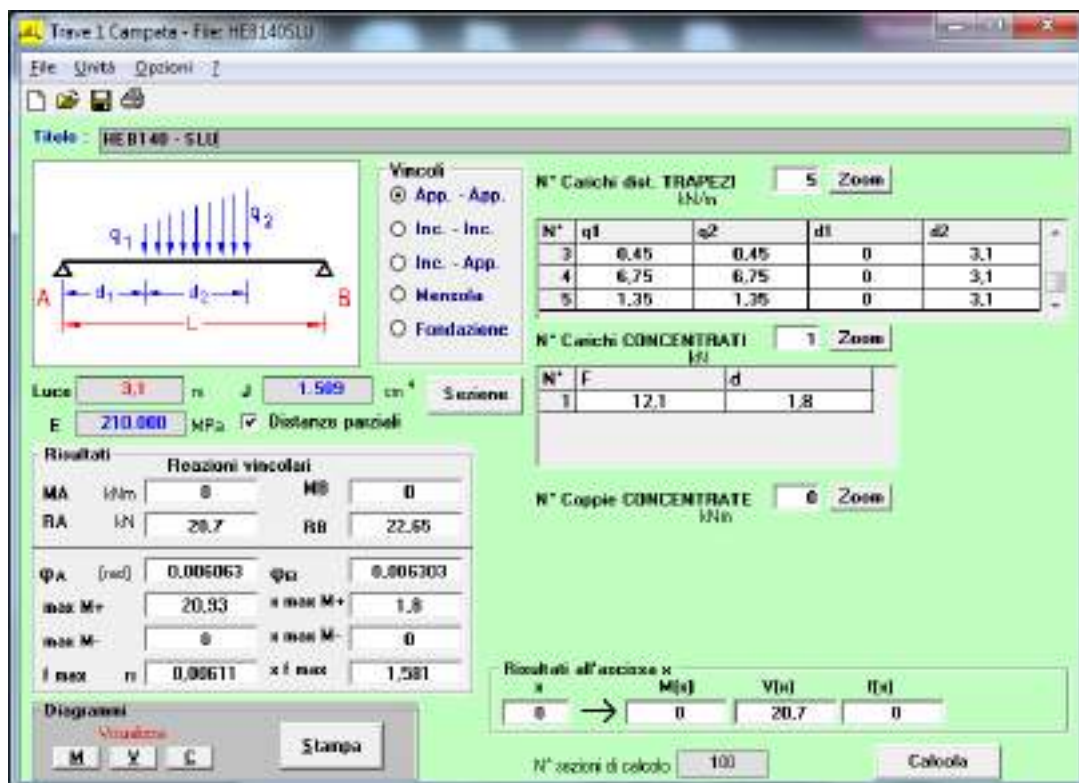 Trave 1 Campata - File: HEB140SLU
File Unità Opzioni ?
Titolo : HEB140 - SLU
q1 q2
A d1 d2 B
L
Vincoli
App. - App.
Inc. - Inc.
Inc. - App.
Mensola
Fondazione
N° Carichi dist. TRAPEZI 5 Zoom
kN/m
N° q1 q2 d1 d2
3 0,45 0,45 0 3,1
4 6,75 6,75 0 3,1
5 1,35 1,35 0 3,1
N° Carichi CONCENTRATI 1 Zoom
kN
N° F d
1 12,1 1,8
Luce 3,1 m J 1.509 cm 4 Sezione
E 210.000 MPa Distanze parziali
Risultati
Reazioni vincolari
MA kNm 0 MB 0
RA kN 20,7 RB 22,65
N° Coppie CONCENTRATE 0 Zoom
kNm
φA [rad] 0,006063 φB 0,006303
max M+ 20,93 x max M+ 1,8
max M- 0 x max M- 0
f max m 0,00611 x f max 1,581
Risultati all'ascissa x
x M(x) V(x) f(x)
0 0 20,7 0
Diagrammi
Visualizza
M V C Stampa
N° sezioni di calcolo 100 Calcola